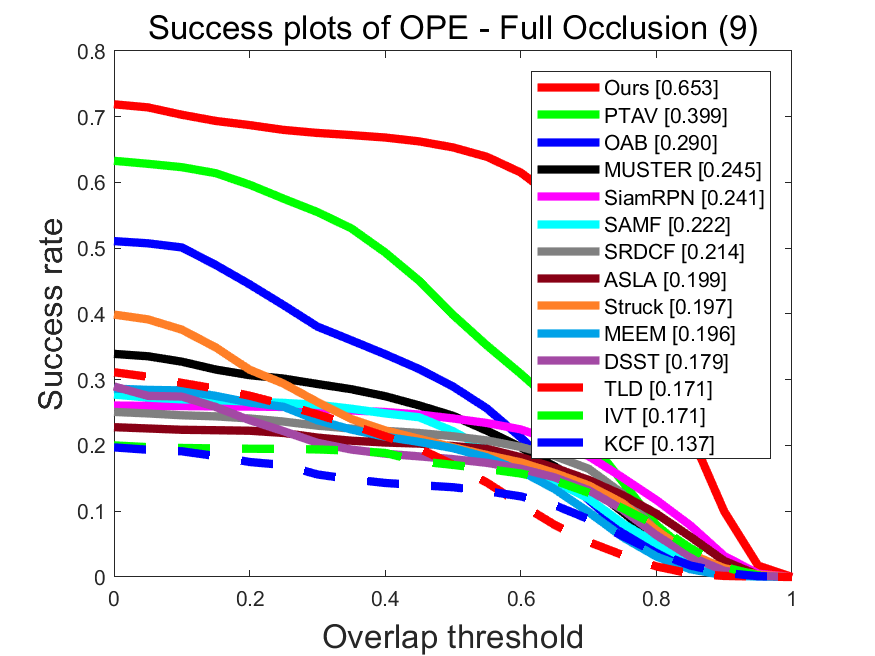 Success plots of OPE - Full Occlusion (9)
0.8
0.7
0.6
0.5
0.4
0.3
0.2
0.1
0
Success rate
Ours [0.653]
PTAV [0.399]
OAB [0.290]
MUSTER [0.245]
SiamRPN [0.241]
SAMF [0.222]
SRDCF [0.214]
ASLA [0.199]
Struck [0.197]
MEEM [0.196]
DSST [0.179]
TLD [0.171]
IVT [0.171]
KCF [0.137]
0 0.2 0.4 0.6 0.8 1
Overlap threshold